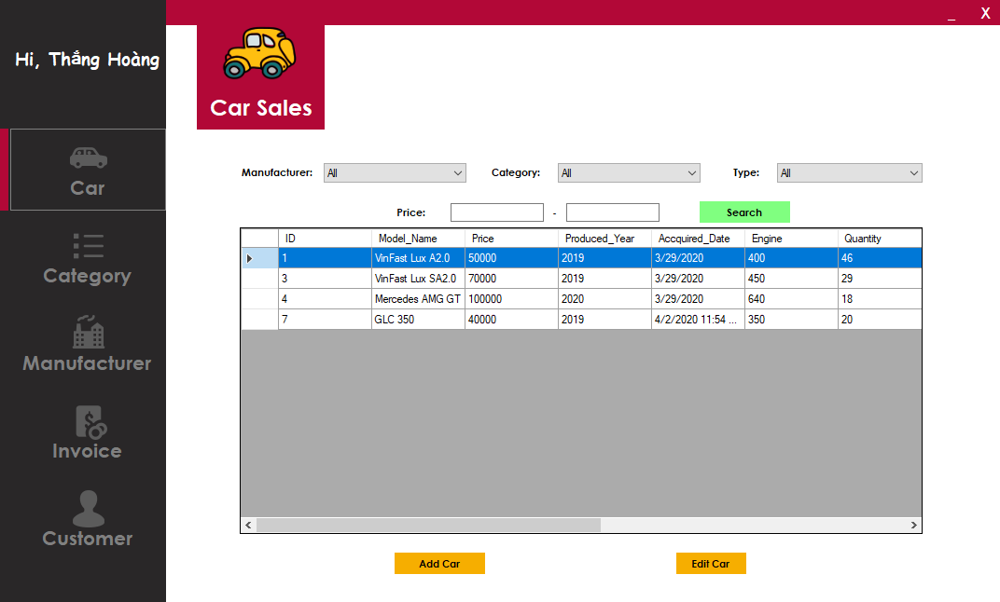 _ X
Hi, Thắng Hoàng
Car Sales
Car
Category
Manufacturer
Invoice
Customer
Manufacturer: All Category: All Type: All
Price: - Search
ID Model_Name Price Produced_Year Accquired_Date Engine Quantity
1 VinFast Lux A2.0 50000 2019 3/29/2020 400 46
3 VinFast Lux SA2.0 70000 2019 3/29/2020 450 29
4 Mercedes AMG GT 100000 2020 3/29/2020 640 18
7 GLC 350 40000 2019 4/2/2020 11:54 ... 350 20
Add Car Edit Car